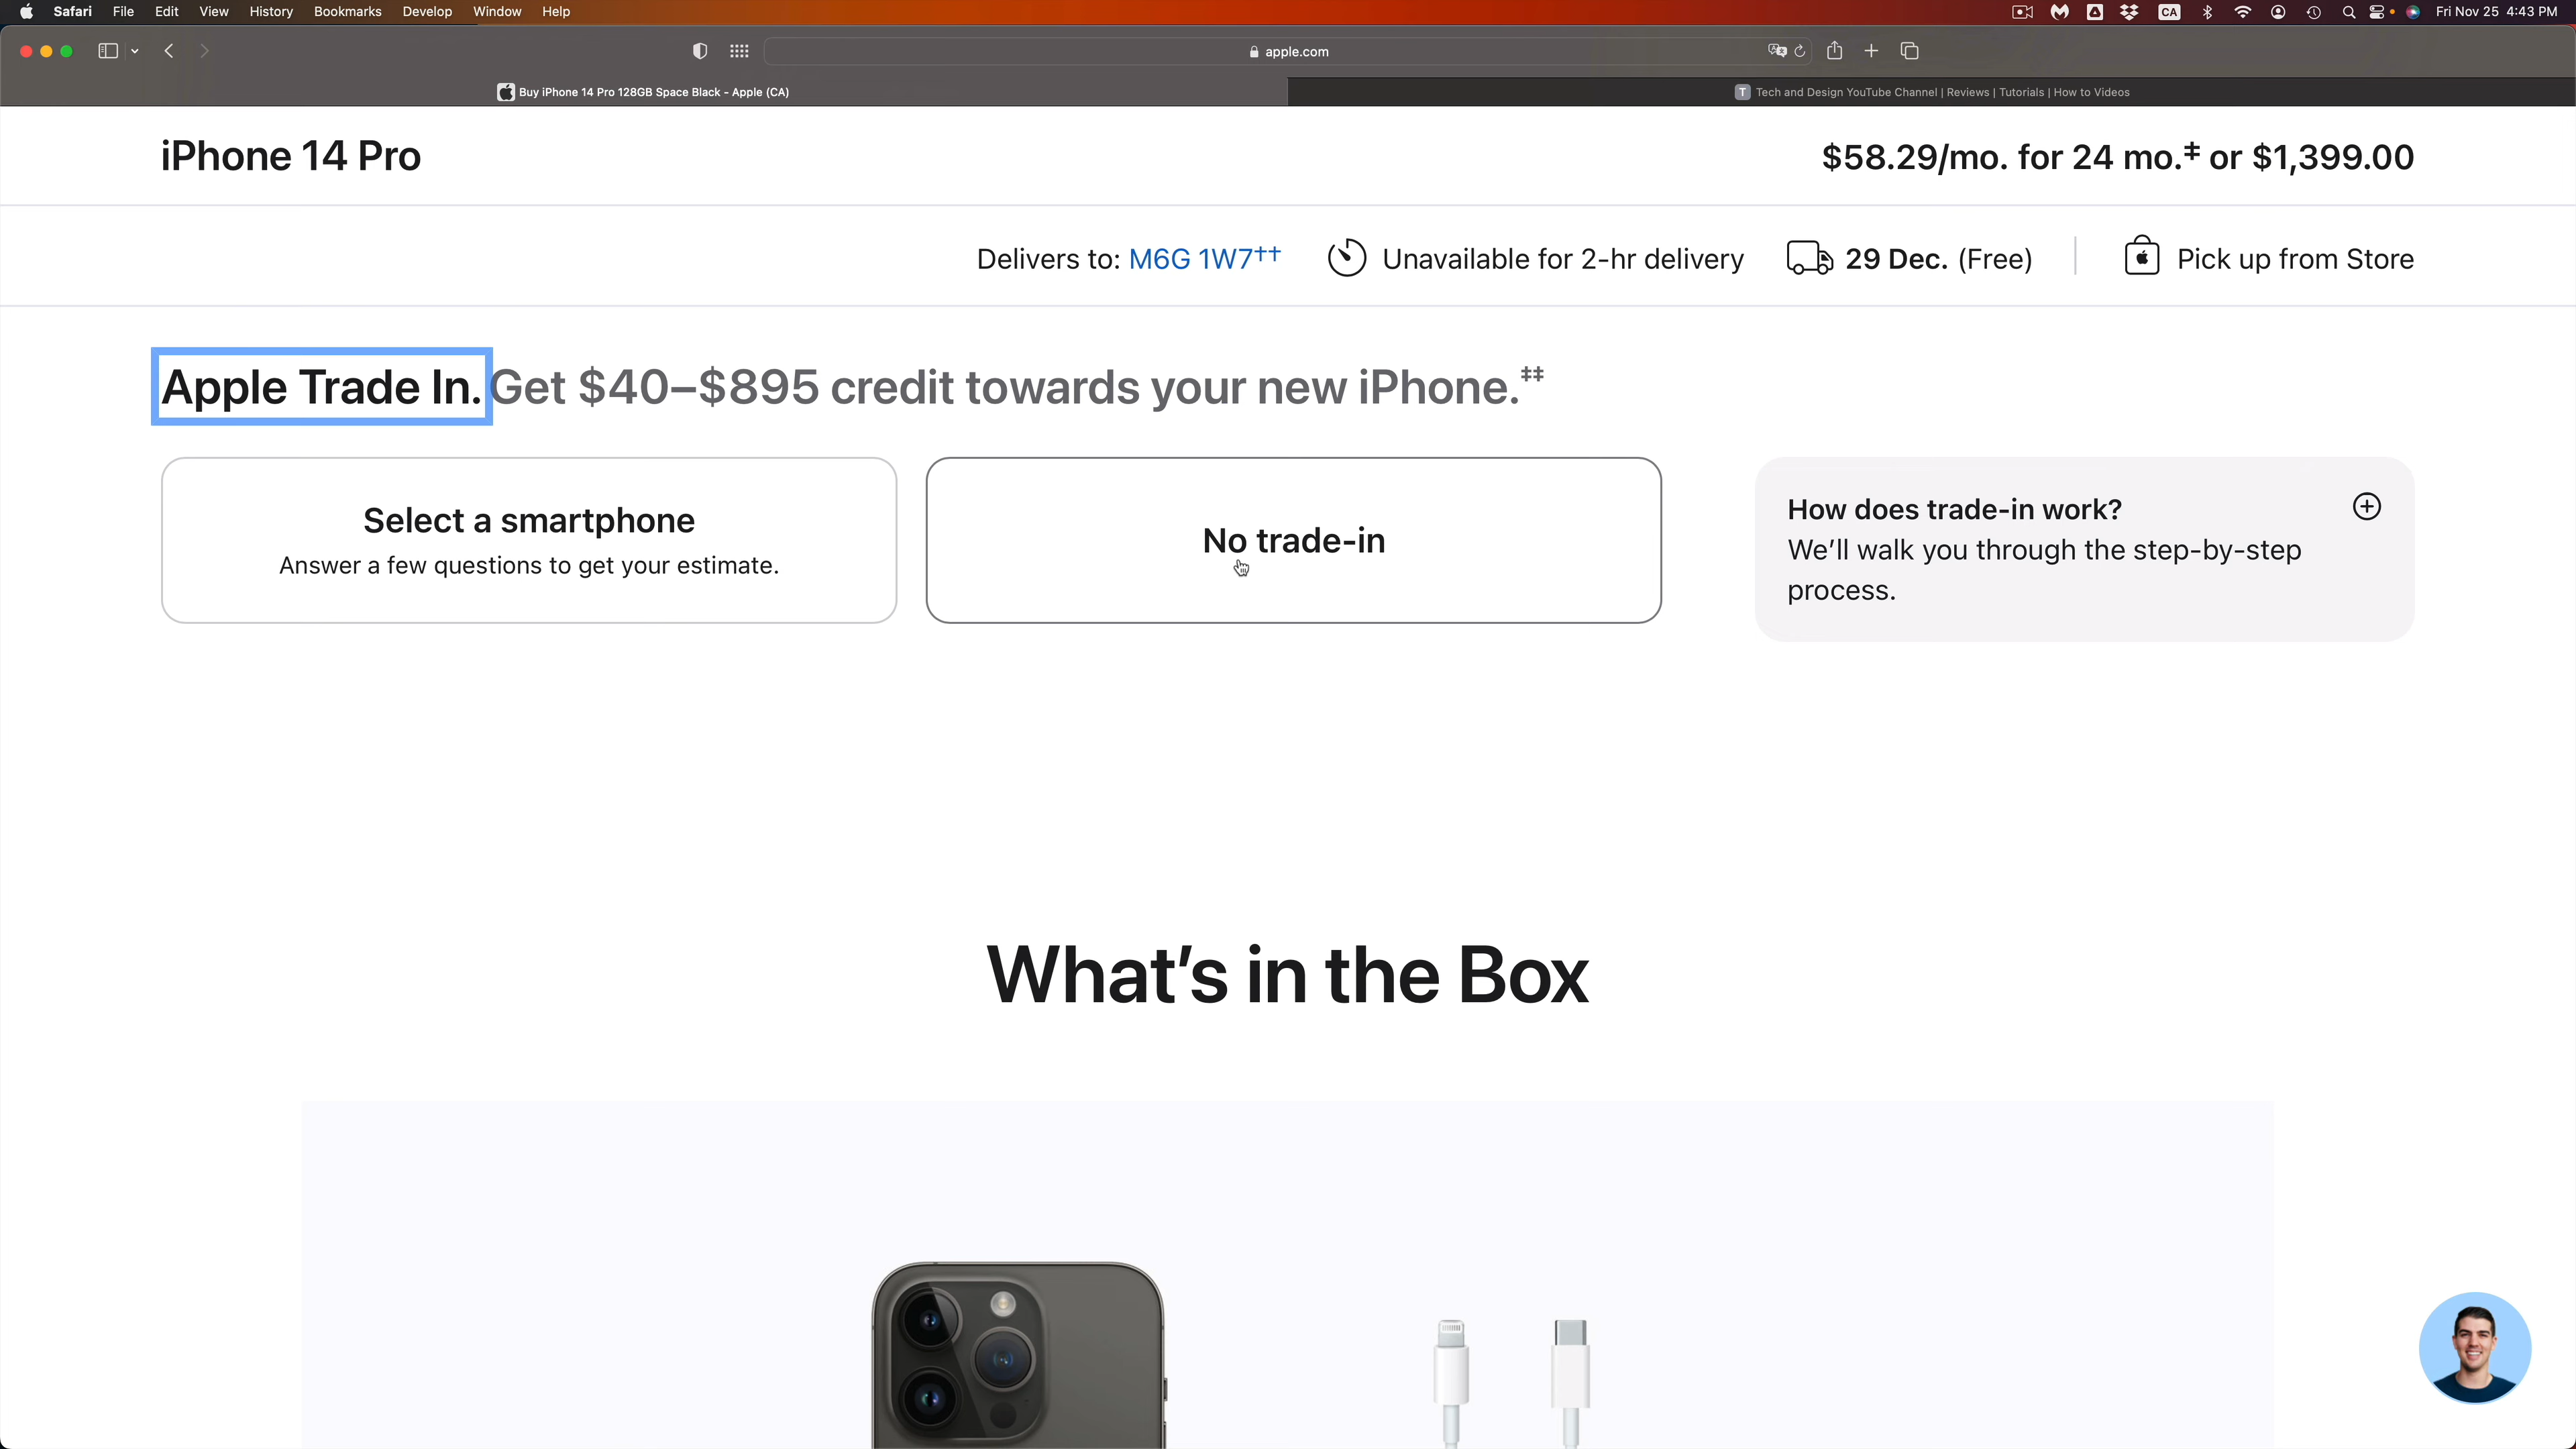 Safari File Edit View History Bookmarks Develop Window Help
CA
Fri Nov 25 4:43 PM
apple.com
Buy iPhone 14 Pro 128GB Space Black - Apple (CA)
T Tech and Design YouTube Channel | Reviews | Tutorials | How to Videos
iPhone 14 Pro
$58.29/mo. for 24 mo.‡ or $1,399.00
Delivers to: M6G 1W7††
Unavailable for 2-hr delivery
29 Dec. (Free)
Pick up from Store
Apple Trade In. Get $40–$895 credit towards your new iPhone.‡‡
Select a smartphone
Answer a few questions to get your estimate.
No trade-in
How does trade-in work?
We’ll walk you through the step-by-step
process.
What’s in the Box